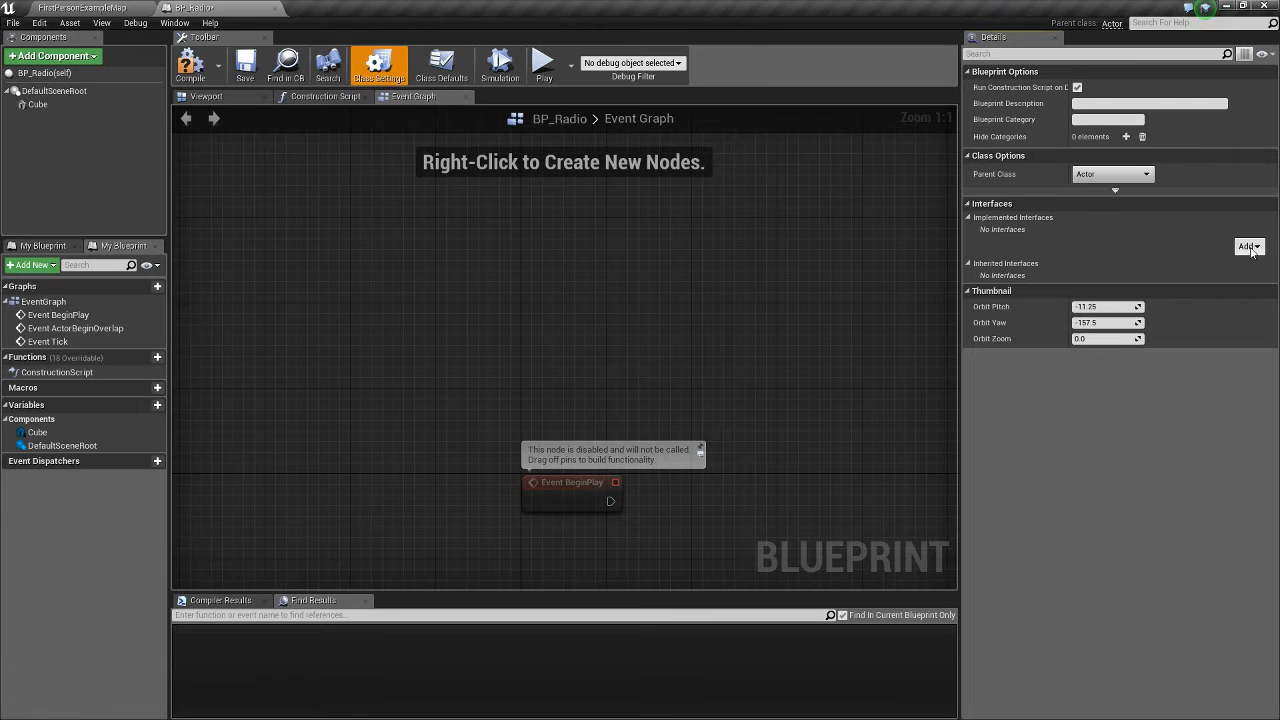 FirstPersonExampleMap
BP_Radio*
File Edit Asset View Debug Window Help
Parent class: Actor
Search For Help
Components
Toolbar
Details
+Add Component
Compile
Save
Find in CB
Search
Class Settings
Class Defaults
Simulation
Play
No debug object selected
Debug Filter
Search
BP_Radio(self)
DefaultSceneRoot
Cube
Viewport
Construction Script
Event Graph
BP_Radio > Event Graph
Zoom 1:1
Right-Click to Create New Nodes.
Blueprint Options
Run Construction Script on D
Blueprint Description
Blueprint Category
Hide Categories 0 elements
Class Options
Parent Class Actor
Interfaces
Implemented Interfaces
No Interfaces
Add
Inherited Interfaces
No Interfaces
Thumbnail
Orbit Pitch -11.25
Orbit Yaw -157.5
Orbit Zoom 0.0
My Blueprint
My Blueprint
+Add New
Search
Graphs
EventGraph
Event BeginPlay
Event ActorBeginOverlap
Event Tick
Functions (18 Overridable)
ConstructionScript
Macros
Variables
Components
Cube
DefaultSceneRoot
Event Dispatchers
This node is disabled and will not be called.
Drag off pins to build functionality.
Event BeginPlay
BLUEPRINT
Compiler Results
Find Results
Enter function or event name to find references...
Find In Current Blueprint Only